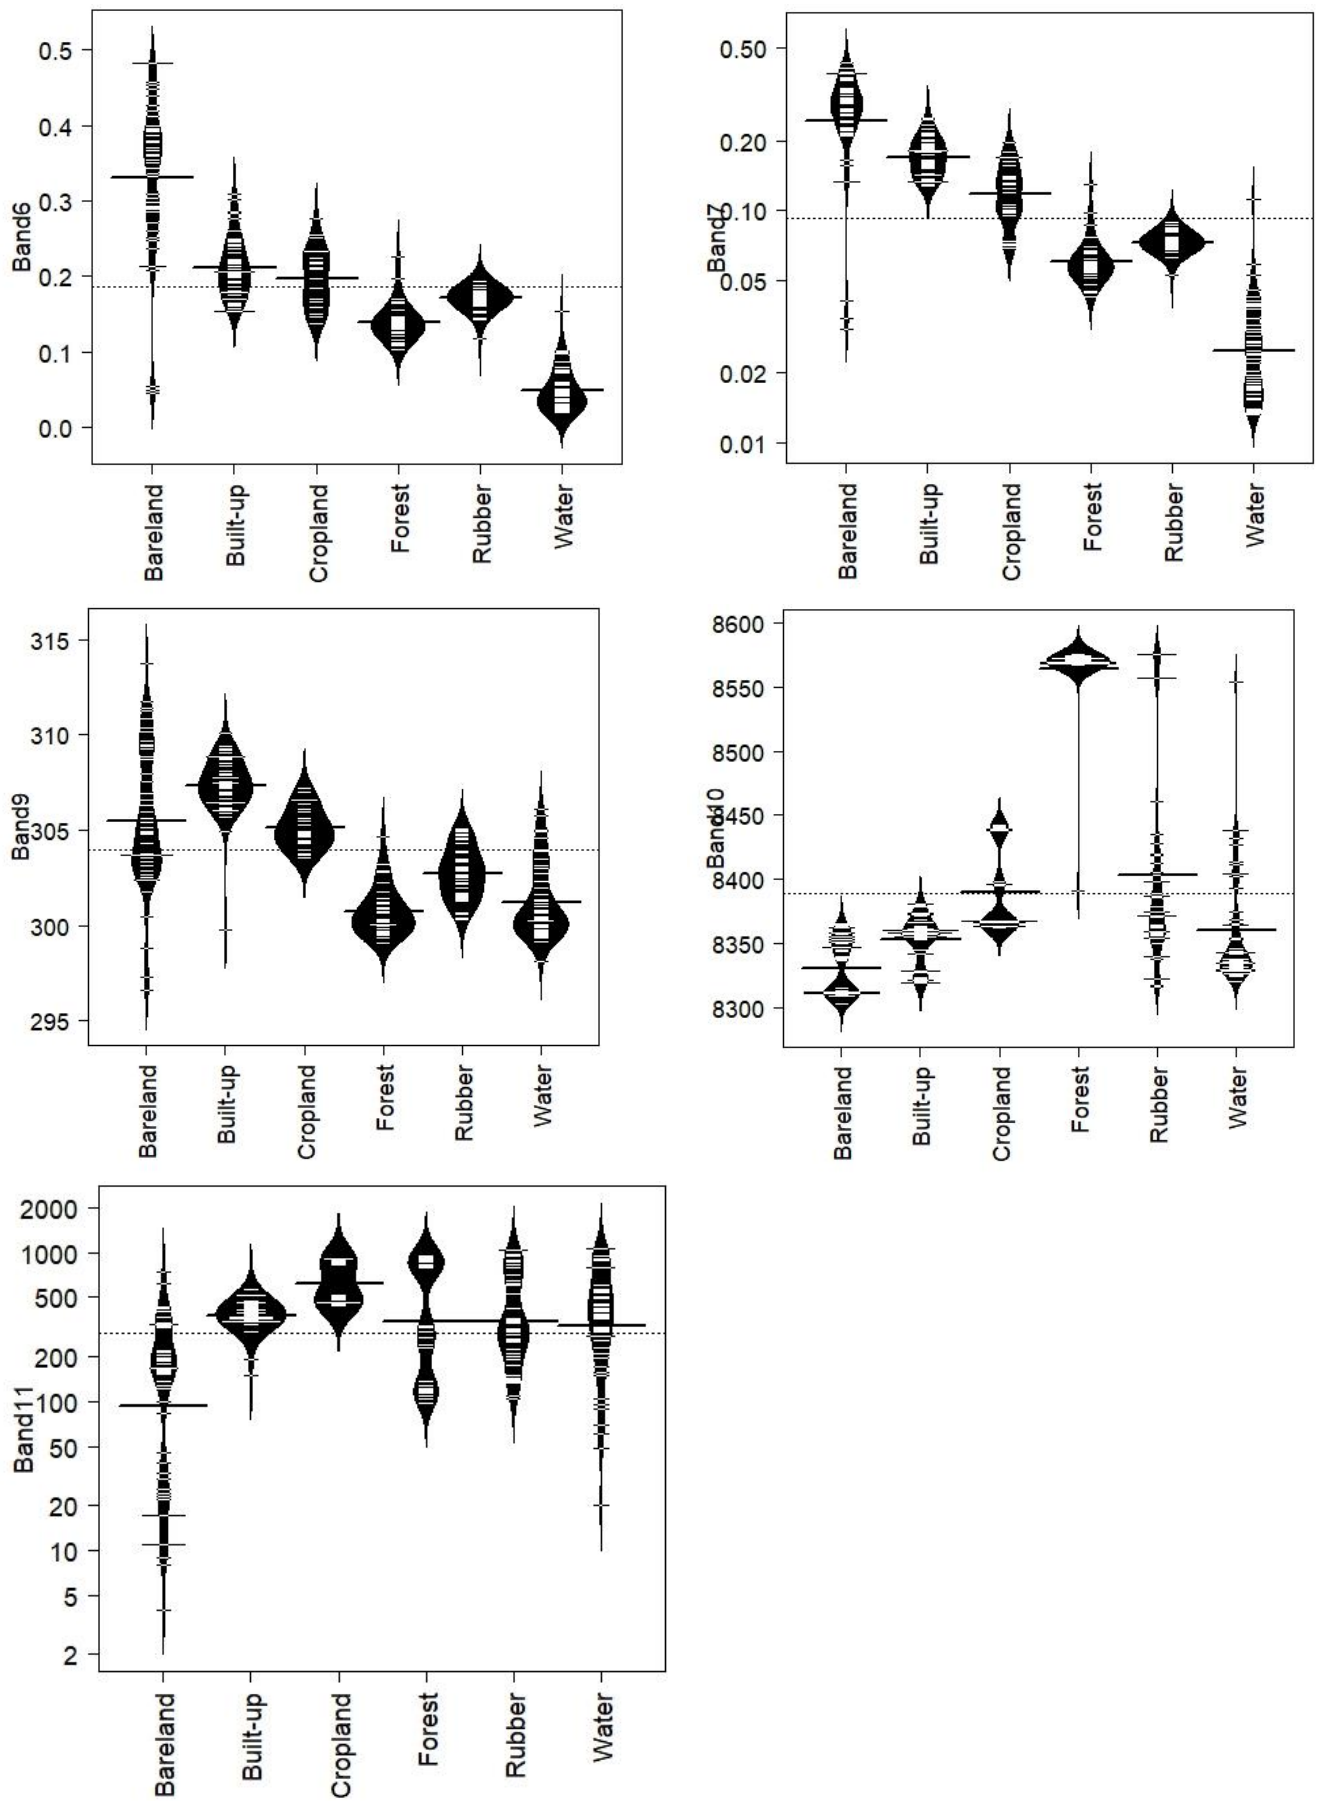 Band6
0.5
0.4
0.3
0.2
0.1
0.0
Bareland
Built-up
Cropland
Forest
Rubber
Water
Band7
0.50
0.20
0.10
0.05
0.02
0.01
Bareland
Built-up
Cropland
Forest
Rubber
Water
Band9
315
310
305
300
295
Bareland
Built-up
Cropland
Forest
Rubber
Water
Band10
8600
8550
8500
8450
8400
8350
8300
Bareland
Built-up
Cropland
Forest
Rubber
Water
Band11
2000
1000
500
200
100
50
20
10
5
2
Bareland
Built-up
Cropland
Forest
Rubber
Water